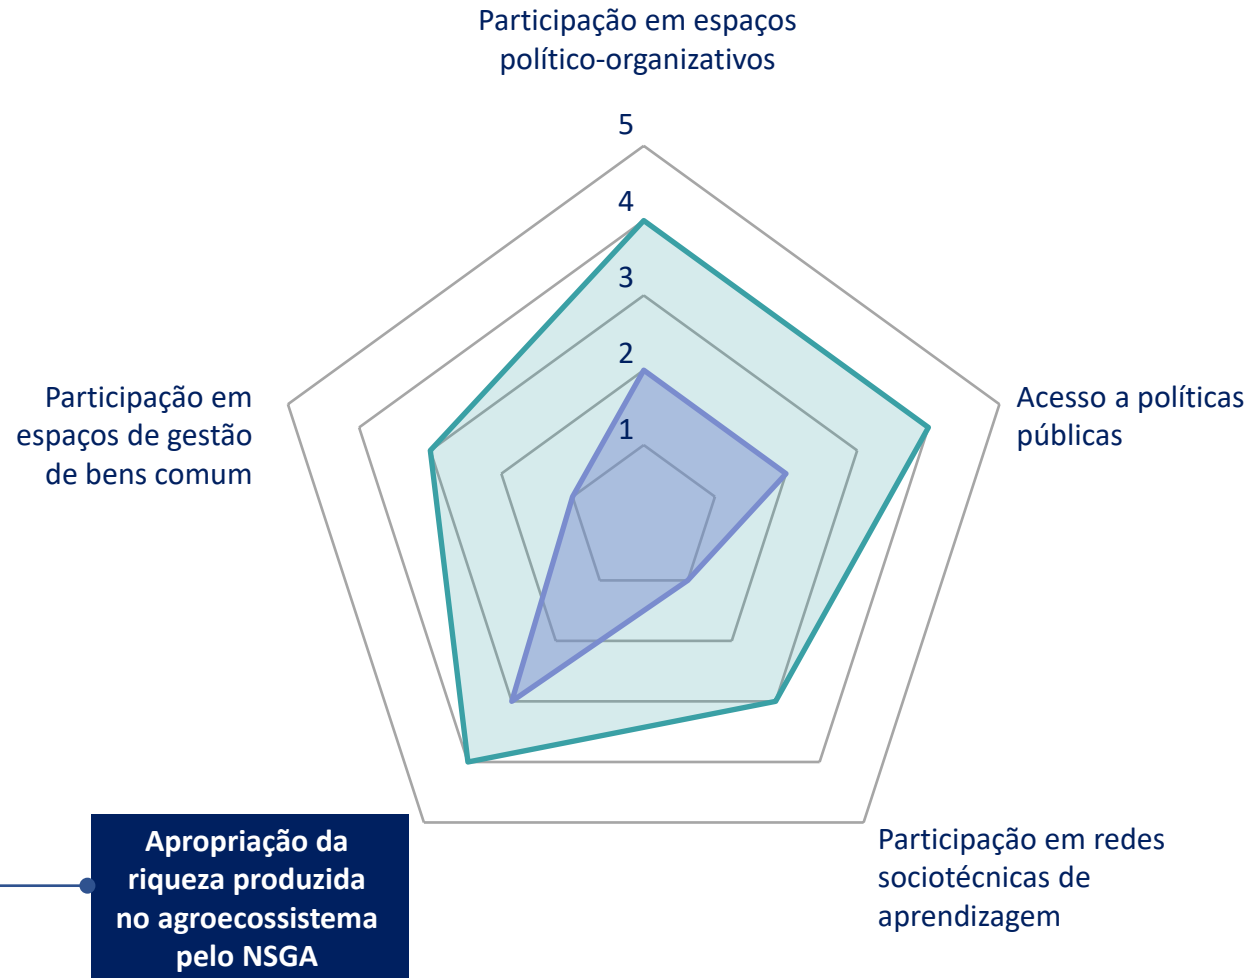 Participação em espaços
político-organizativos
5
4
3
2
1
Participação em
espaços de gestão
de bens comum
Acesso a políticas
públicas
Apropriação da
riqueza produzida
no agroecossistema
pelo NSGA
Participação em redes
sociotécnicas de
aprendizagem